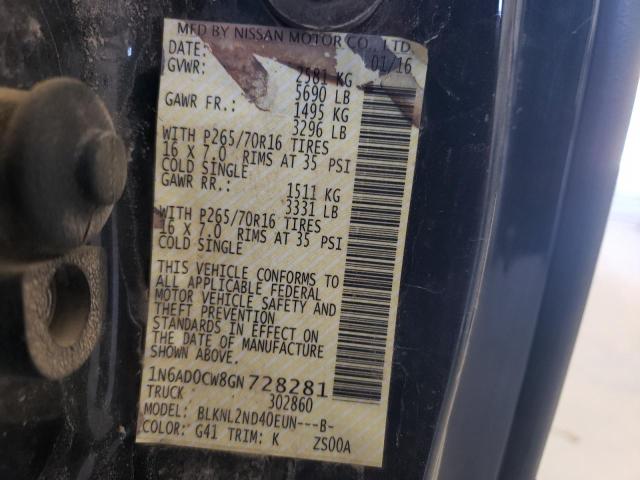 MFD BY NISSAN MOTOR CO., LTD.
DATE: 01/16
GVWR: 2581 KG
5690 LB
GAWR FR.: 1495 KG
3296 LB
WITH P265/70R16 TIRES
16 X 7.0 RIMS AT 35 PSI
COLD SINGLE
GAWR RR.: 1511 KG
3331 LB
WITH P265/70R16 TIRES
16 X 7.0 RIMS AT 35 PSI
COLD SINGLE
THIS VEHICLE CONFORMS TO
ALL APPLICABLE FEDERAL
MOTOR VEHICLE SAFETY AND
THEFT PREVENTION
STANDARDS IN EFFECT ON
THE DATE OF MANUFACTURE
SHOWN ABOVE.
1N6AD0CW8GN728281
TRUCK 302860
MODEL: BLKNL2ND40EUN---B-
COLOR: G41 TRIM: K ZS00A